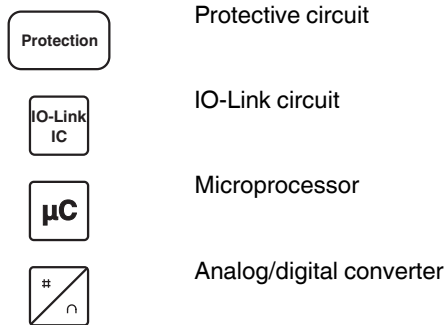 Protection
Protective circuit
IO-Link
IC
IO-Link circuit
µC
Microprocessor
#
∩
Analog/digital converter